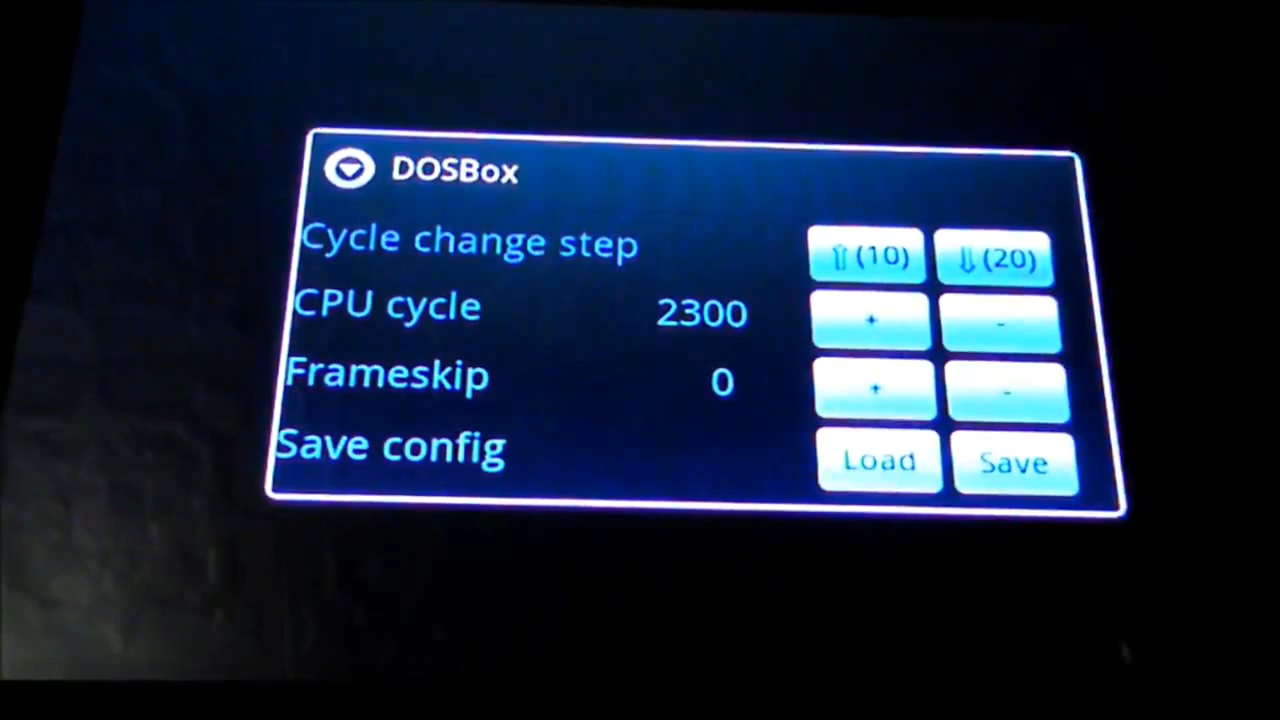 DOSBox
Cycle change step ⇧(10) ⇩(20)
CPU cycle 2300 + -
Frameskip 0 + -
Save config Load Save